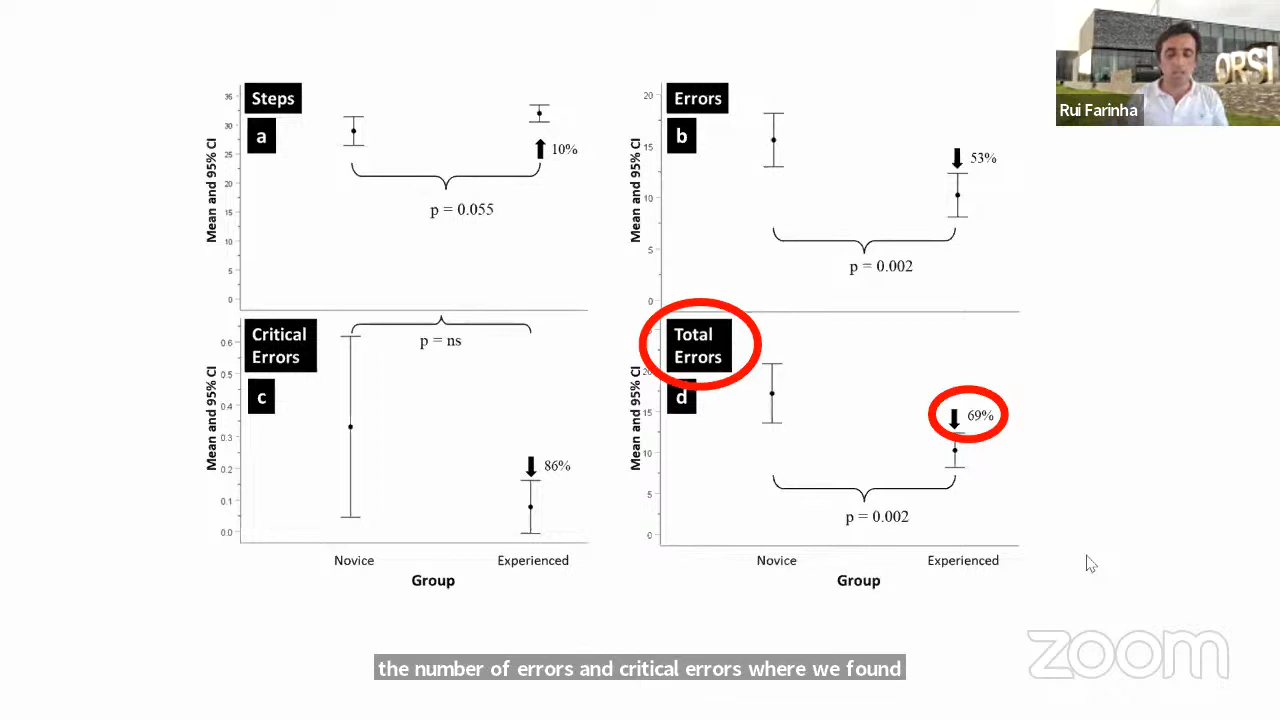 ORSI
Rui Farinha
Steps
a
Mean and 95% CI
35
30
25
20
15
10
5
0
10%
p = 0.055
Errors
b
Mean and 95% CI
20
15
10
5
0
53%
p = 0.002
Critical
Errors
c
Mean and 95% CI
0.6
0.5
0.4
0.3
0.2
0.1
0.0
p = ns
86%
Novice
Experienced
Group
Total
Errors
d
Mean and 95% CI
20
15
10
5
0
69%
p = 0.002
Novice
Experienced
Group
the number of errors and critical errors where we found
zoom